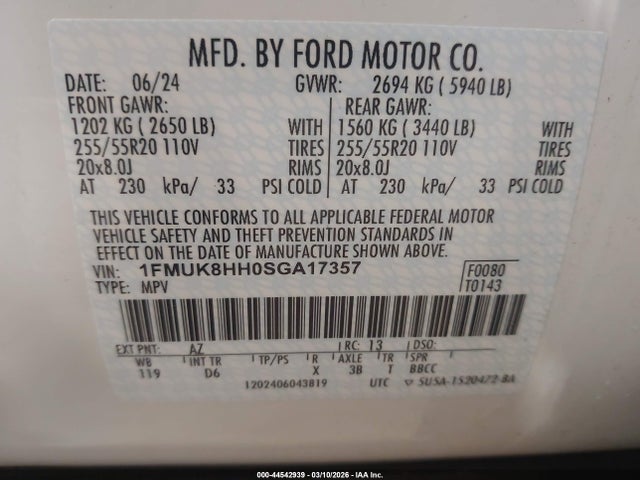 MFD. BY FORD MOTOR CO.
DATE: 06/24 GVWR: 2694 KG ( 5940 LB)
FRONT GAWR: REAR GAWR:
1202 KG ( 2650 LB) WITH 1560 KG ( 3440 LB) WITH
255/55R20 110V TIRES 255/55R20 110V TIRES
20x8.0J RIMS 20x8.0J RIMS
AT 230 kPa/ 33 PSI COLD AT 230 kPa/ 33 PSI COLD
THIS VEHICLE CONFORMS TO ALL APPLICABLE FEDERAL MOTOR
VEHICLE SAFETY AND THEFT PREVENTION STANDARDS IN
EFFECT ON THE DATE OF MANUFACTURE SHOWN ABOVE.
VIN: 1FMUK8HH0SGA17357 F0080
TYPE: MPV T0143
EXT PNT: AZ RC: 13 DSO:
WB INT TR TP/PS R AXLE TR SPR
119 D6 X 3B T BBCC
1202406043819 UTC ▽ SU5A-1520472-BA
000-44542939 - 03/10/2026 - IAA Inc.